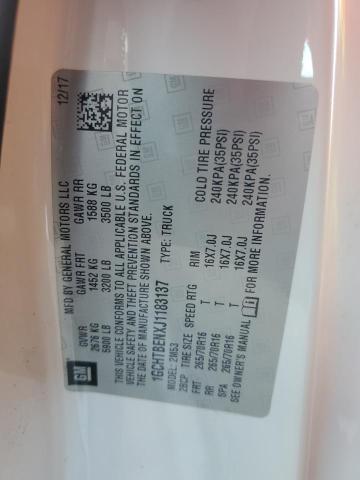 MFD BY GENERAL MOTORS LLC 12/17
GVWR GAWR FRT GAWR RR
2676 KG 1452 KG 1588 KG
5900 LB 3200 LB 3500 LB
THIS VEHICLE CONFORMS TO ALL APPLICABLE U.S. FEDERAL MOTOR
VEHICLE SAFETY AND THEFT PREVENTION STANDARDS IN EFFECT ON
THE DATE OF MANUFACTURE SHOWN ABOVE.
1GCHTBENXJ1183137 TYPE: TRUCK
MODEL: 2M53
2BCP TIRE SIZE SPEED RTG RIM COLD TIRE PRESSURE
FRT 265/70R16 T 16X7.0J 240KPA(35PSI)
RR 265/70R16 T 16X7.0J 240KPA(35PSI)
SPA 265/70R16 T 16X7.0J 240KPA(35PSI)
SEE OWNER'S MANUAL FOR MORE INFORMATION.
GM